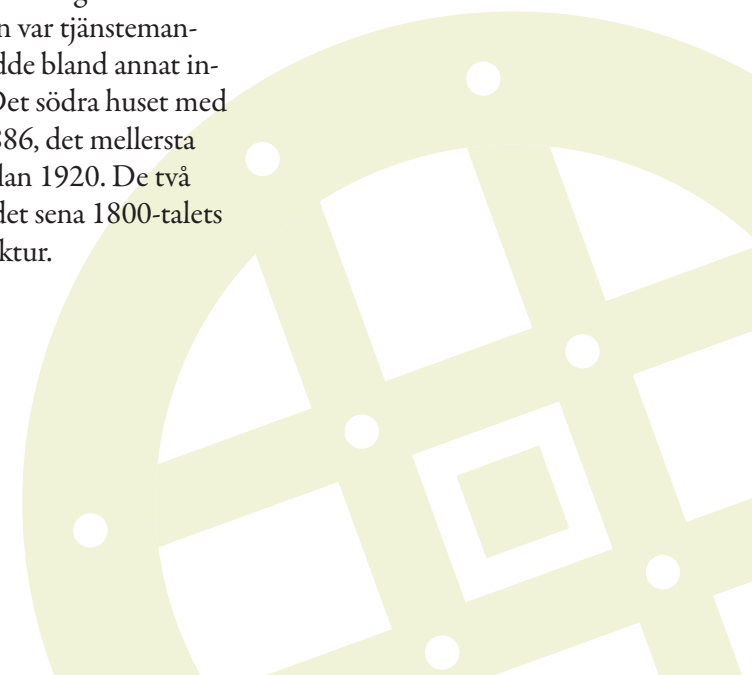 n var tjänsteman-
dde bland annat in-
Det södra huset med
886, det mellersta
lan 1920. De två
det sena 1800-talets
ktur.